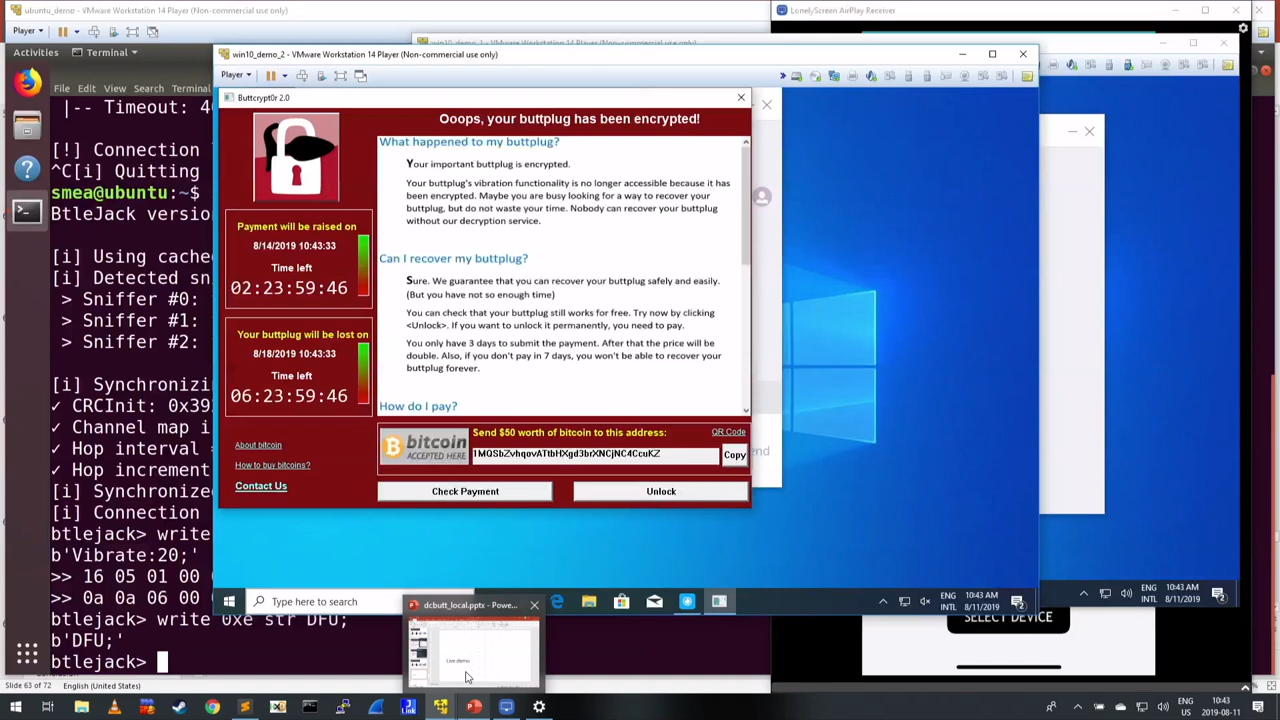 ubuntu_demo - VMware Workstation 14 Player (Non-commercial use only)
LonelyScreen AirPlay Receiver
Player
Activities
Terminal
File Edit View Search Terminal
win10_demo_2 - VMware Workstation 14 Player (Non-commercial use only)
Player
Buttcrypt0r 2.0
Ooops, your buttplug has been encrypted!
What happened to my buttplug?
Your important buttplug is encrypted.
Your buttplug's vibration functionality is no longer accessible because it has
been encrypted. Maybe you are busy looking for a way to recover your
buttplug, but do not waste your time. Nobody can recover your buttplug
without our decryption service.
Can I recover my buttplug?
Sure. We guarantee that you can recover your buttplug safely and easily.
(But you have not so enough time)
You can check that your buttplug still works for free. Try now by clicking
<Unlock>. If you want to unlock it permanently, you need to pay.
You only have 3 days to submit the payment. After that the price will be
double. Also, if you don't pay in 7 days, you won't be able to recover your
buttplug forever.
How do I pay?
Payment will be raised on
8/14/2019 10:43:33
Time left
02:23:59:46
Your buttplug will be lost on
8/18/2019 10:43:33
Time left
06:23:59:46
About bitcoin
How to buy bitcoins?
Contact Us
bitcoin
ACCEPTED HERE
Send $50 worth of bitcoin to this address:
QR Code
1MQSbZvhqovATtbHXgd3brXNCjNC4CcuKZ
Copy
Check Payment
Unlock
|-- Timeout:
[!] Connection
^C[i] Quitting
smea@ubuntu:~$
BtleJack versio
[i] Using cache
[i] Detected sn
> Sniffer #0:
> Sniffer #1:
> Sniffer #2:
[i] Synchronizi
✓ CRCInit: 0x39
✓ Channel map i
✓ Hop interval
✓ Hop increment
[i] Synchronized
[i] Connection
btlejack> write
b'Vibrate:20;'
>> 16 05 01 00
>> 0a 0a 06 00
btlejack> write 0xe str DFU;
b'DFU;'
btlejack>
Type here to search
ENG
INTL
10:43 AM
8/11/2019
ENG
INTL
10:43 AM
8/11/2019
dcbutt_local.pptx - Powe...
Live demo
SELECT DEVICE
Slide 63 of 72
English (United States)
ENG
US
10:43
2019-08-11